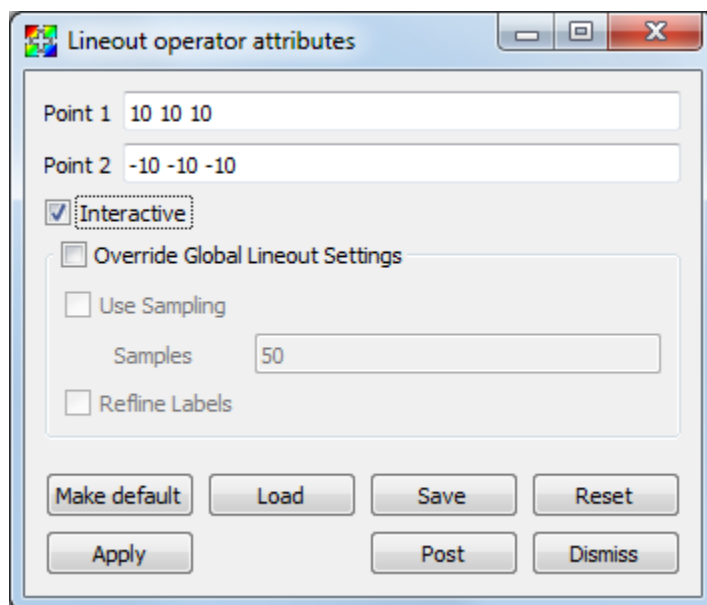 Lineout operator attributes
Point 1 10 10 10
Point 2 -10 -10 -10
Interactive
Override Global Lineout Settings
Use Sampling
Samples 50
Refline Labels
Make default Load Save Reset
Apply Post Dismiss